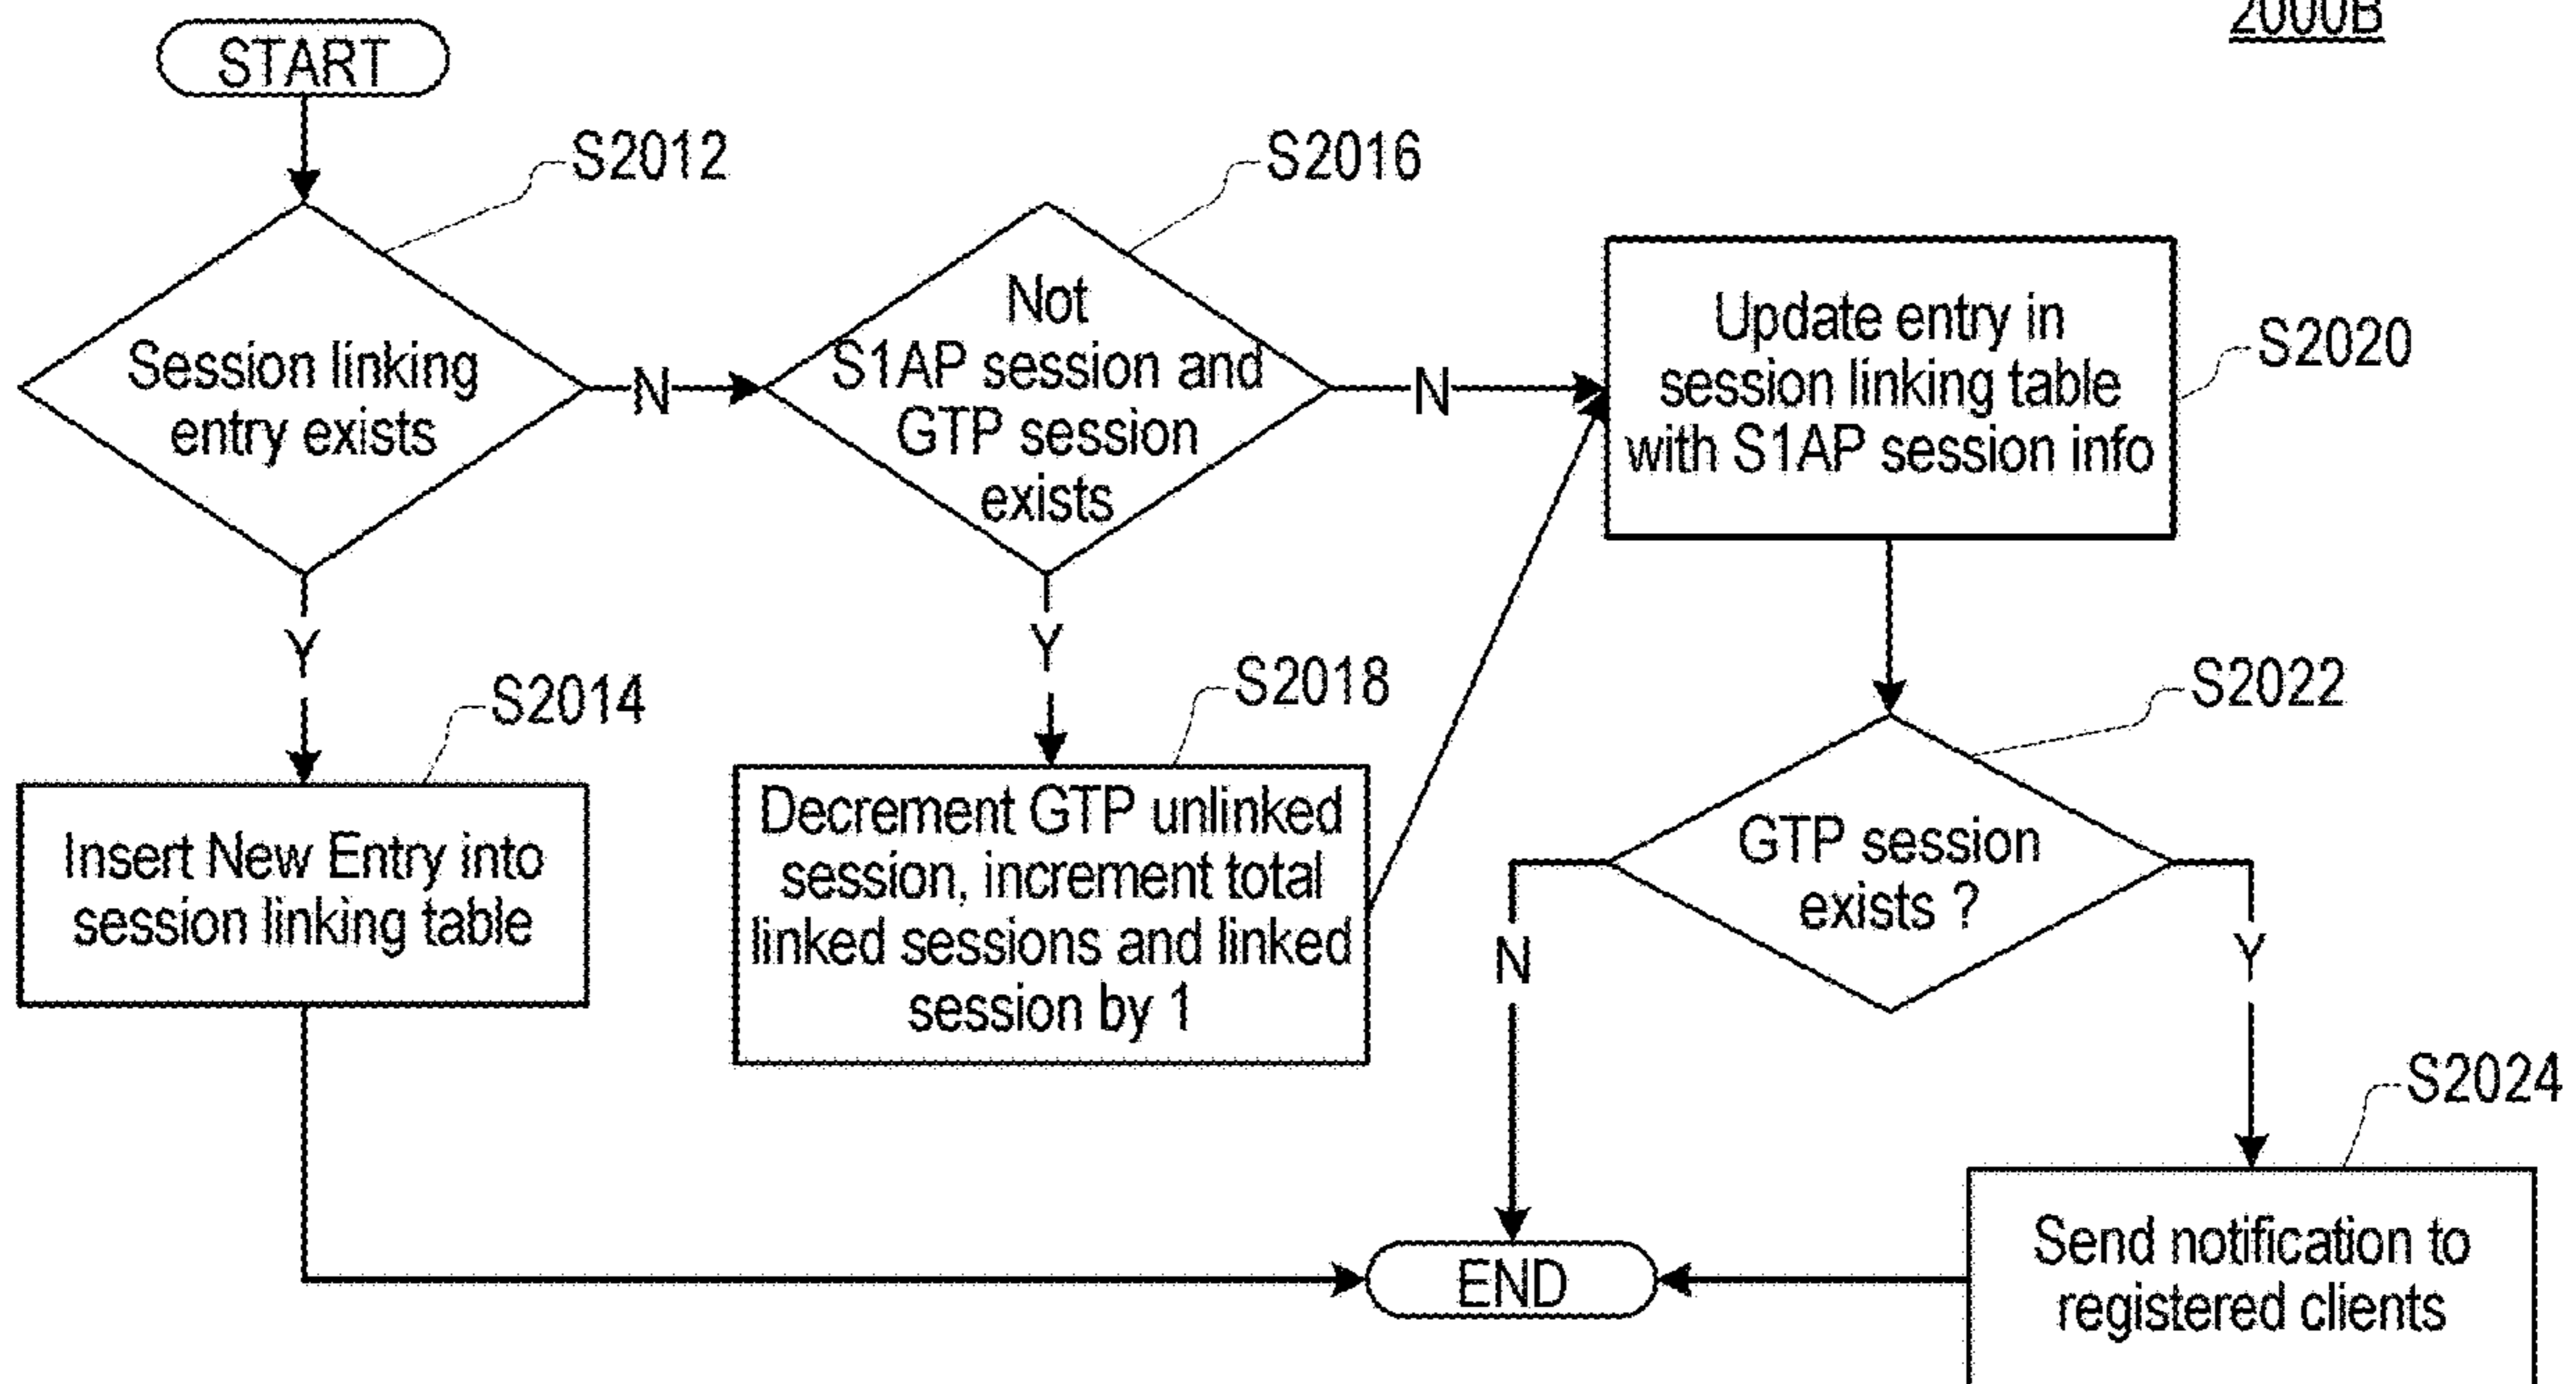 2000B
START
S2012
S2016
Session linking
entry exists
N
Not
S1AP session and
GTP session
exists
N
Update entry in
session linking table
with S1AP session info
S2020
Y
S2014
Insert New Entry into
session linking table
Y
S2018
Decrement GTP unlinked
session, increment total
linked sessions and linked
session by 1
S2022
GTP session
exists ?
N
Y
S2024
Send notification to
registered clients
END